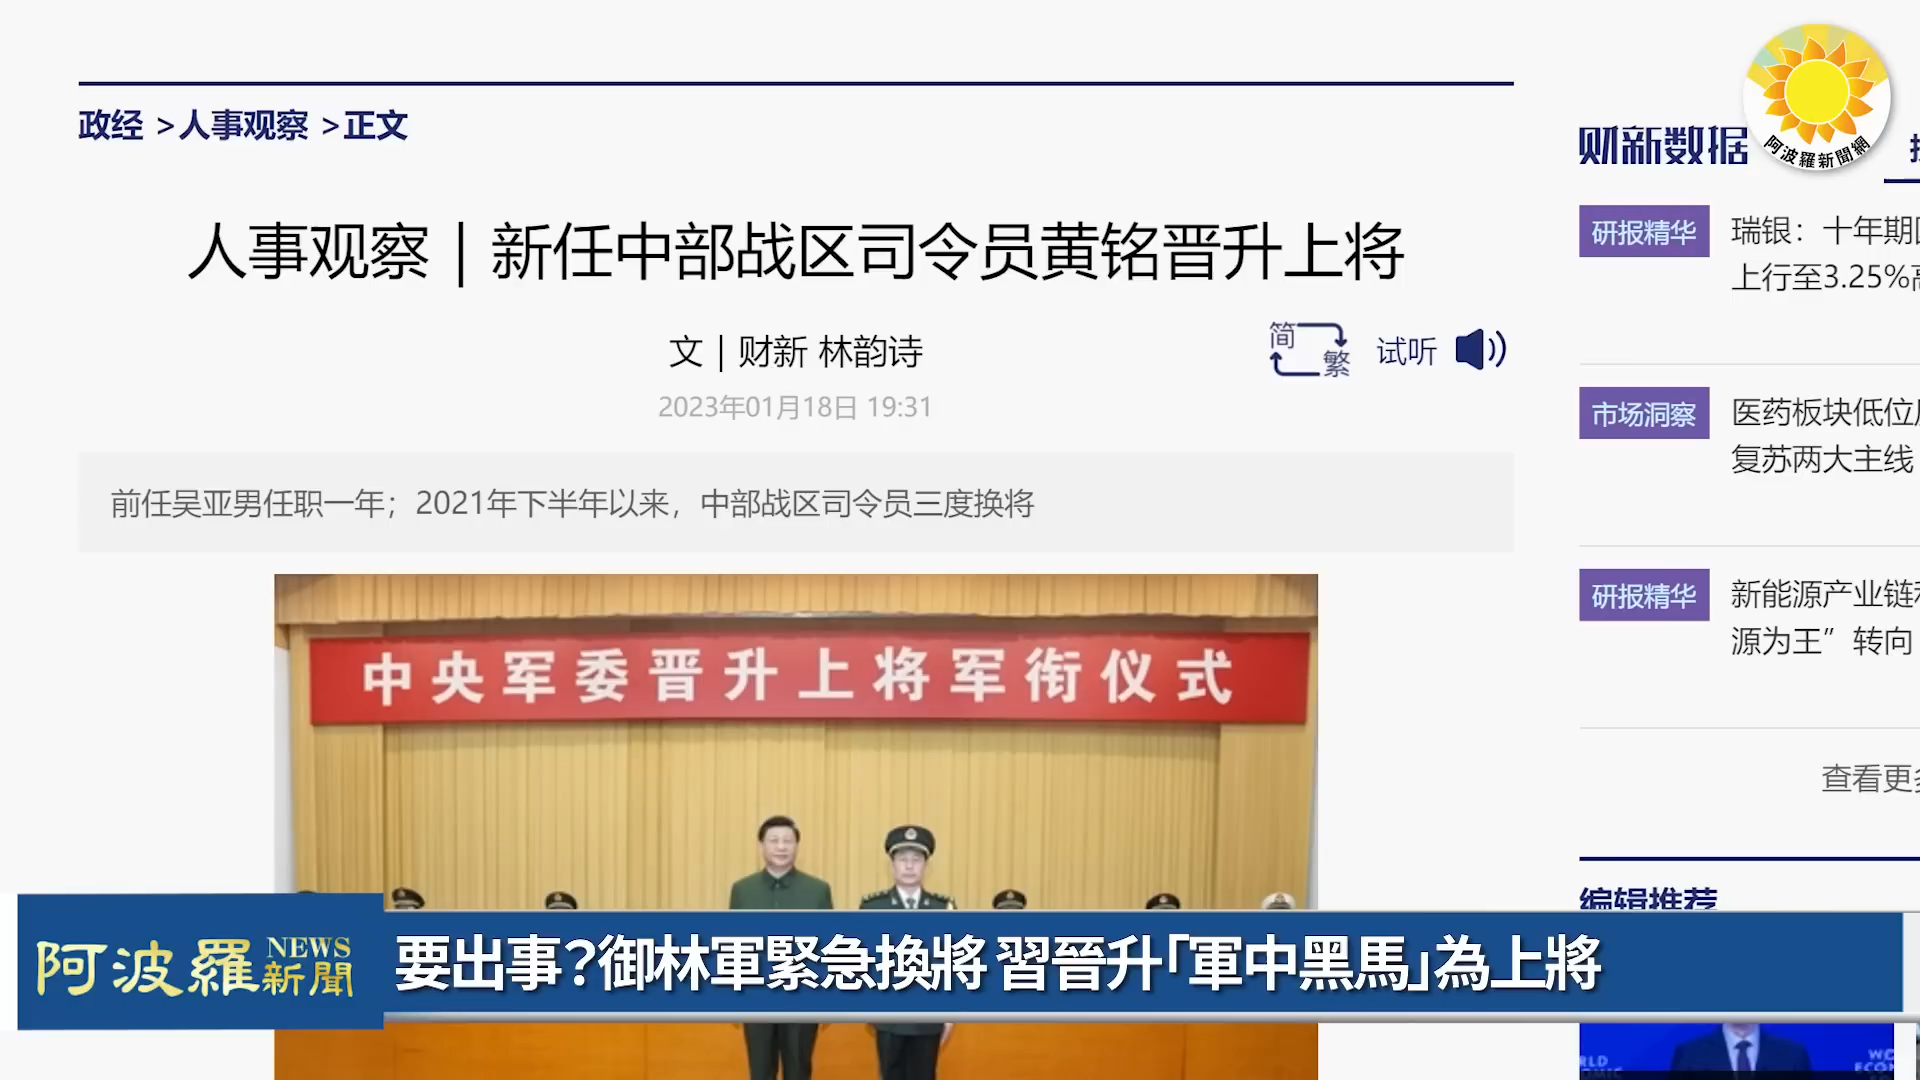 政经 >人事观察 >正文
人事观察｜新任中部战区司令员黄铭晋升上将
文｜财新 林韵诗
简
繁
试听
2023年01月18日 19:31
前任吴亚男任职一年；2021年下半年以来，中部战区司令员三度换将
中央军委晋升上将军衔仪式
阿波羅新聞網
财新数据
研报精华
瑞银：十年期
上行至3.25%
市场洞察
医药板块低位
复苏两大主线
研报精华
新能源产业链
源为王”转向
查看更
编辑推荐
阿波羅 NEWS 新聞
要出事?御林軍緊急換將 習晉升「軍中黑馬」為上將